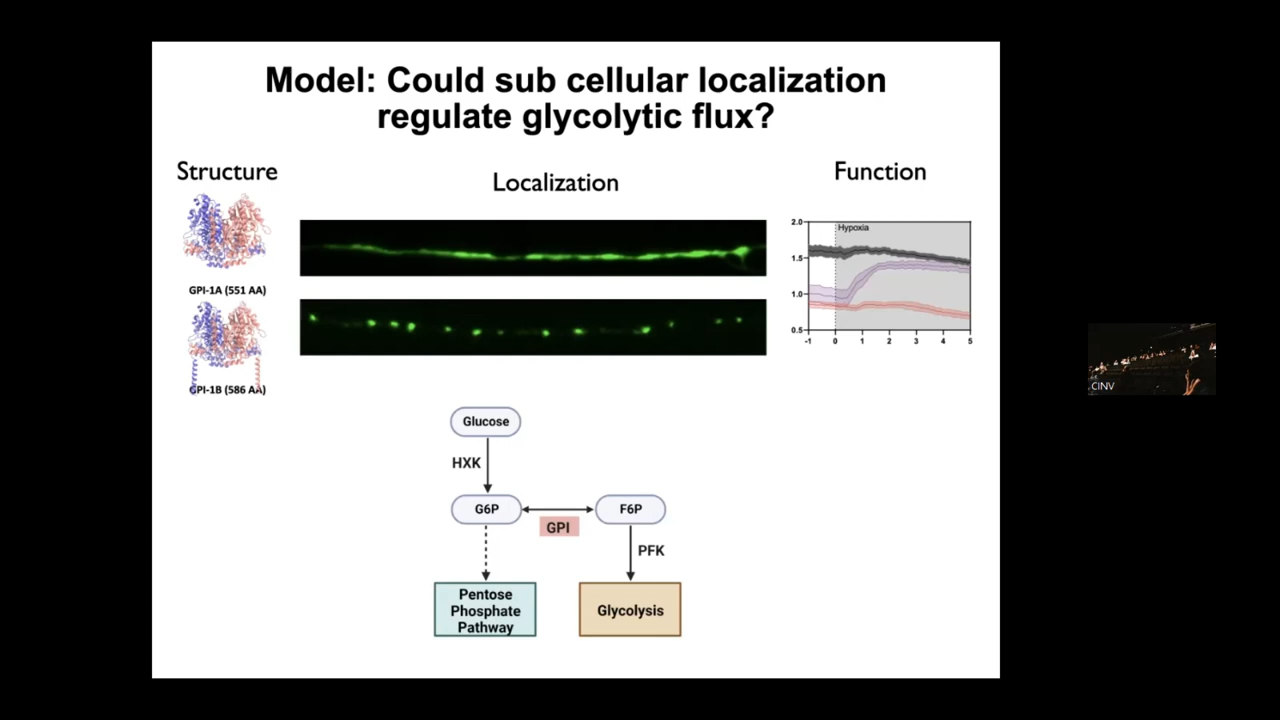 Model: Could sub cellular localization
regulate glycolytic flux?
Structure
Localization
Function
GPI-1A (551 AA)
GPI-1B (586 AA)
2.0
1.5
1.0
0.5
Hypoxia
-1 0 1 2 3 4 5
Glucose
HXK
G6P
F6P
GPI
PFK
Pentose
Phosphate
Pathway
Glycolysis
CINV